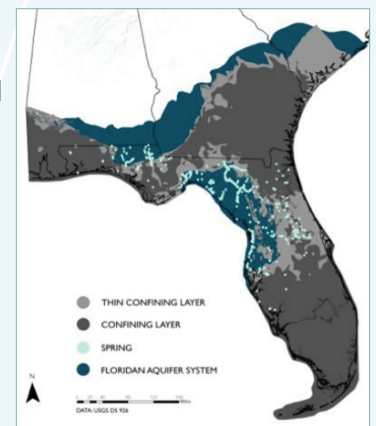 THIN CONFINING LAYER
CONFINING LAYER
SPRING
FLORIDAN AQUIFER SYSTEM
N
DATA: USGS DS 926